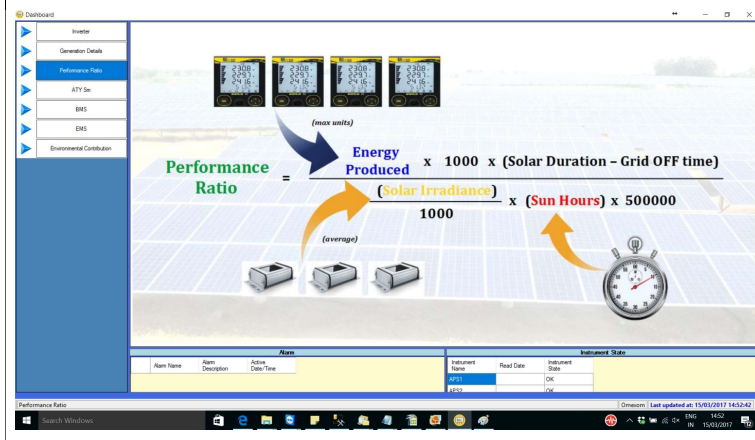 Dashboard
Inverter
Generation Details
Performance Ratio
ATY Sm
BMS
EMS
Environmental Contribution
(max units)
Performance Ratio
=
Energy Produced x 1000 x (Solar Duration – Grid OFF time)
(Solar Irradiance) x (Sun Hours) x 500000
1000
(average)
Alarm
Alarm Name
Alarm Description
Active Date/Time
Instrument State
Instrument Name
Read Date
Instrument State
APS1
OK
APS2
OK
Performance Ratio
Omexom
Last updated at: 15/03/2017 14:52:42
Search Windows
ENG
IN
14:52
15/03/2017